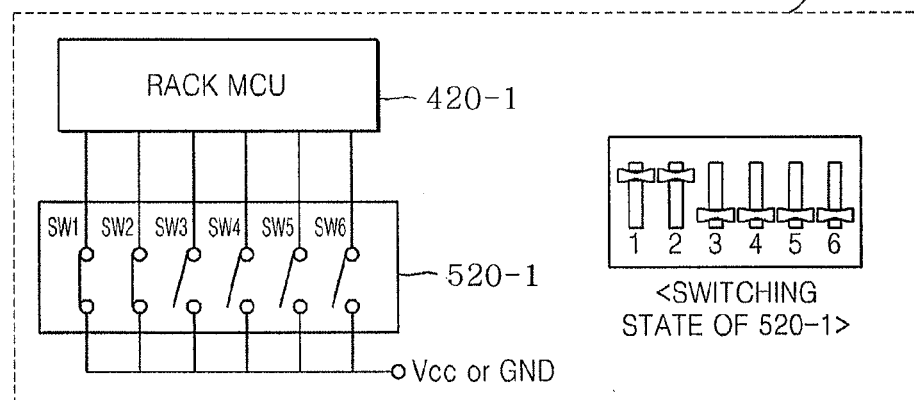 RACK MCU
420-1
SW1 SW2 SW3 SW4 SW5 SW6
520-1
Vcc or GND
1 2 3 4 5 6
<SWITCHING
STATE OF 520-1>